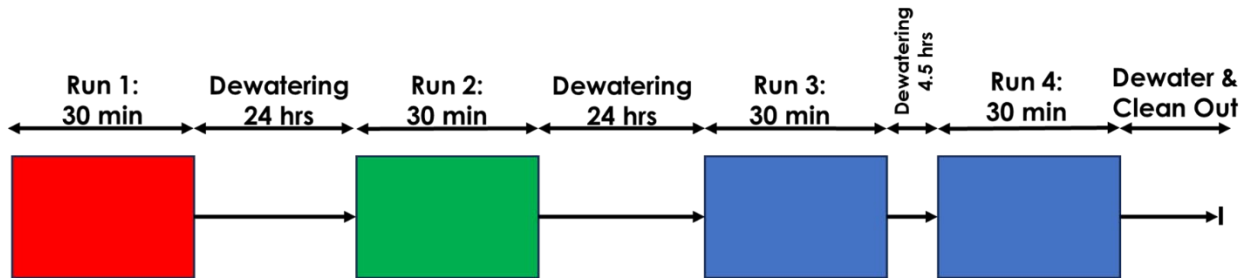 Run 1:
30 min
Dewatering
24 hrs
Run 2:
30 min
Dewatering
24 hrs
Run 3:
30 min
Dewatering
4.5 hrs
Run 4:
30 min
Dewater &
Clean Out